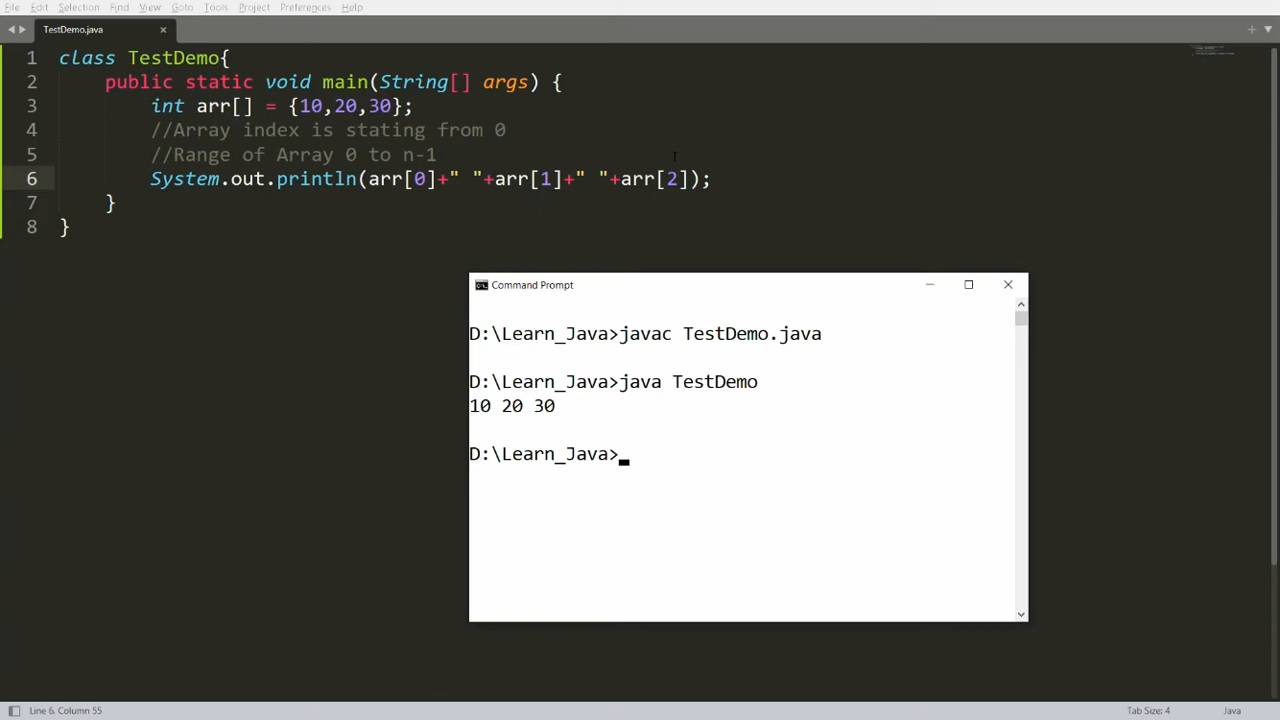 File Edit Selection Find View Goto Tools Project Preferences Help
TestDemo.java
1 class TestDemo{
2 public static void main(String[] args) {
3 int arr[] = {10,20,30};
4 //Array index is stating from 0
5 //Range of Array 0 to n-1
6 System.out.println(arr[0]+" "+arr[1]+" "+arr[2]);
7 }
8 }
Command Prompt
D:\Learn_Java>javac TestDemo.java
D:\Learn_Java>java TestDemo
10 20 30
D:\Learn_Java>
Line 6, Column 55 Tab Size: 4 Java